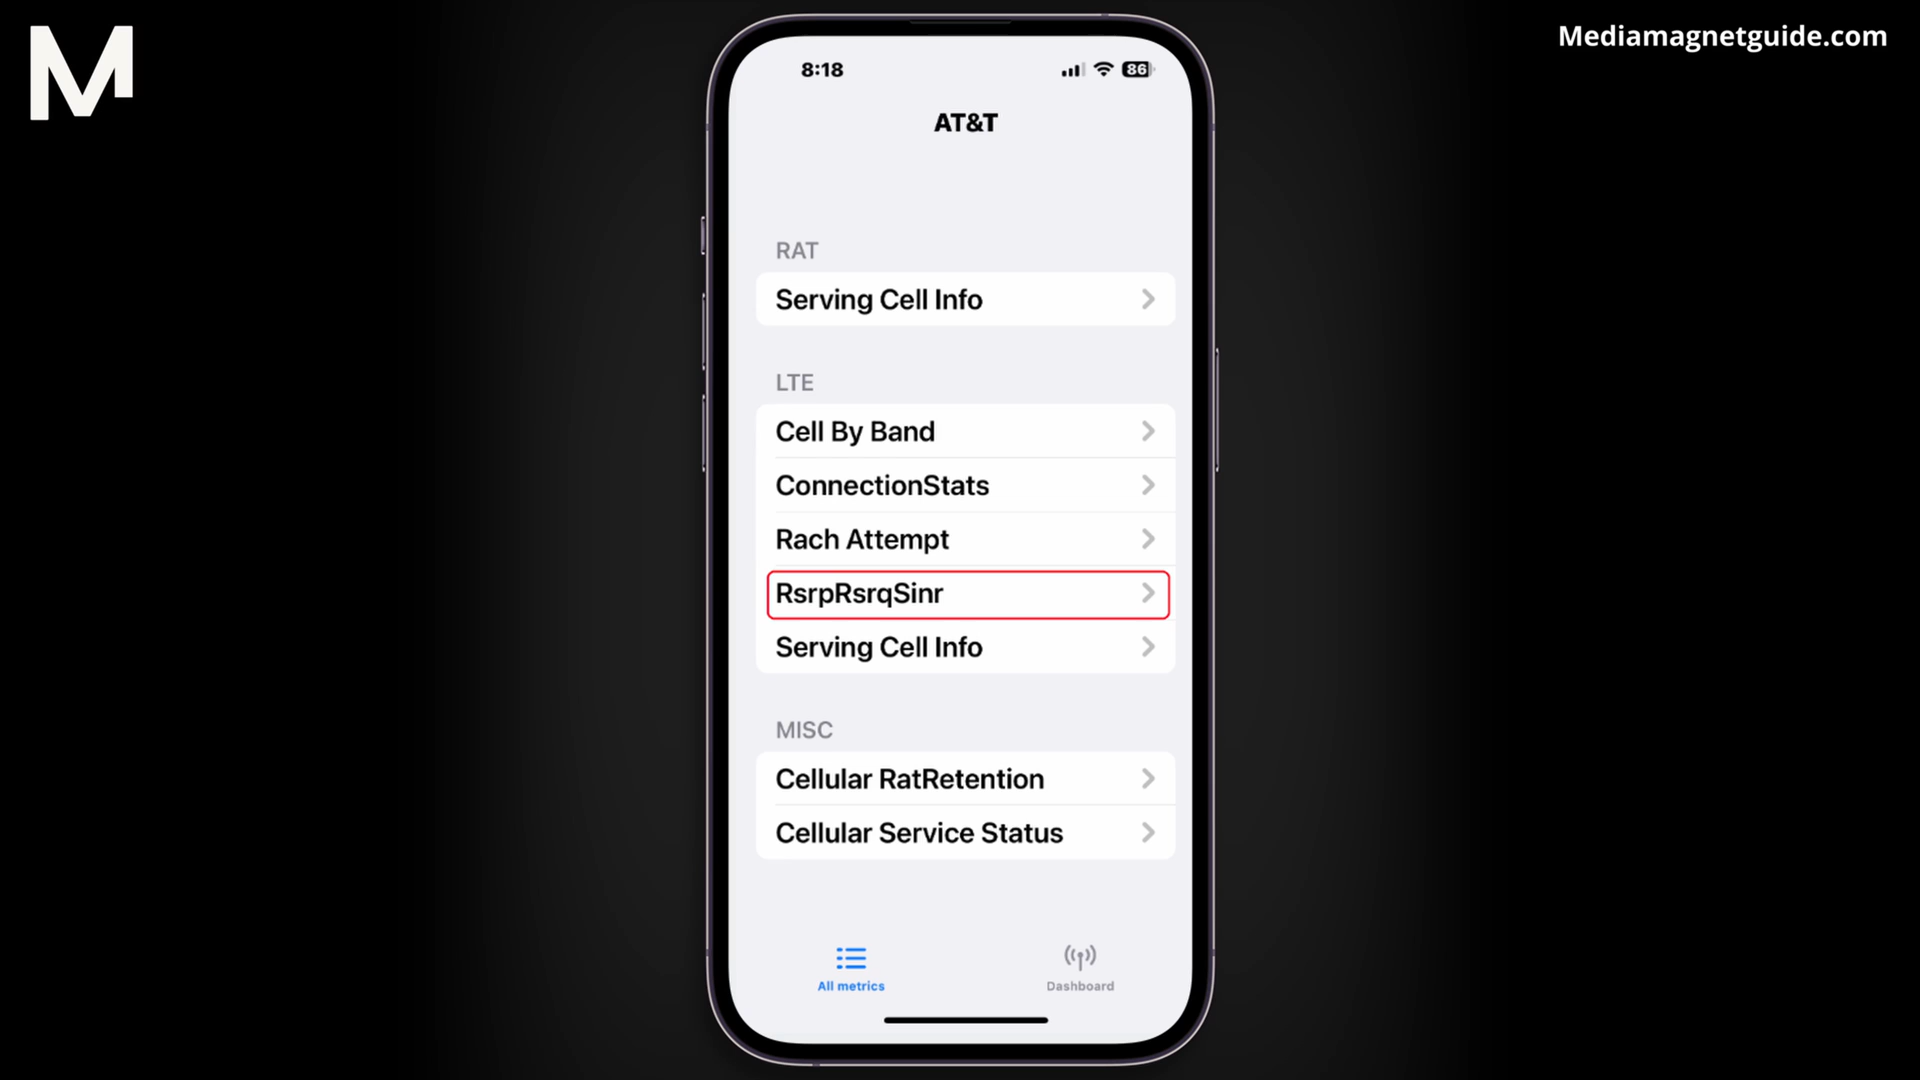 M
Mediamagnetguide.com
8:18
86
AT&T
RAT
Serving Cell Info
LTE
Cell By Band
ConnectionStats
Rach Attempt
RsrpRsrqSinr
Serving Cell Info
MISC
Cellular RatRetention
Cellular Service Status
All metrics
Dashboard